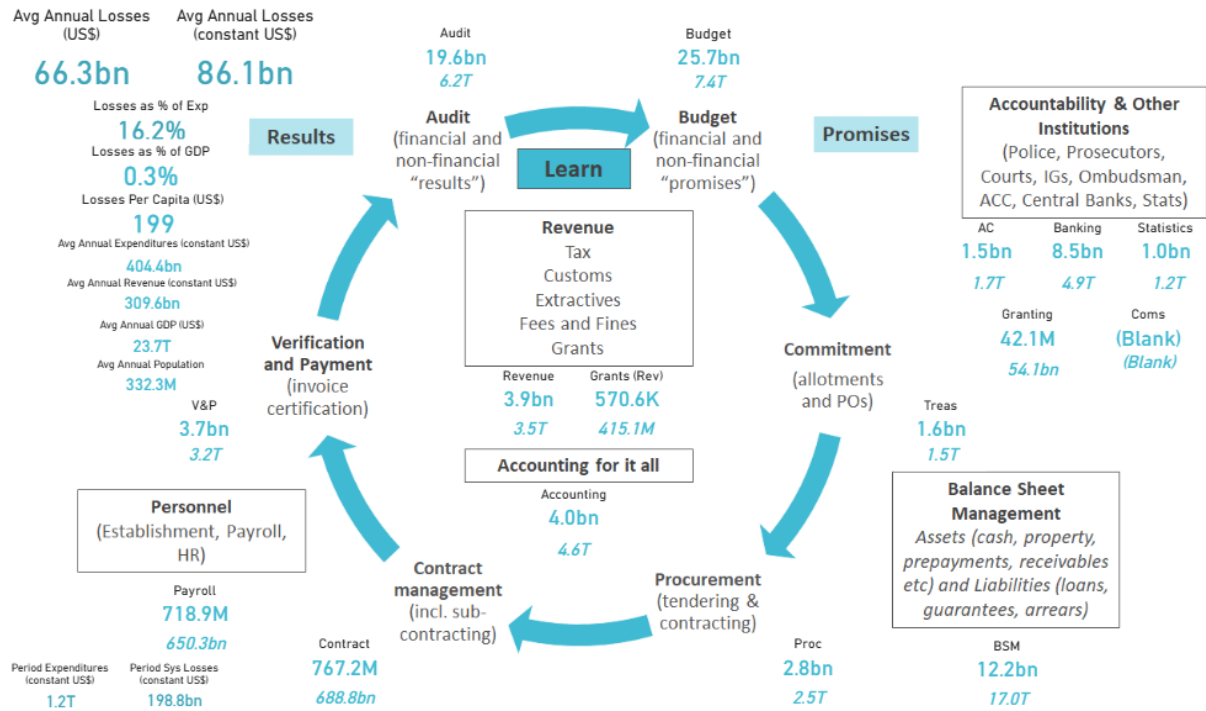 Avg Annual Losses
(US$)
66.3bn
Avg Annual Losses
(constant US$)
86.1bn
Losses as % of Exp
16.2%
Losses as % of GDP
0.3%
Losses Per Capita (US$)
199
Avg Annual Expenditures (constant US$)
404.4bn
Avg Annual Revenue (constant US$)
309.6bn
Avg Annual GDP (US$)
23.7T
Avg Annual Population
332.3M
Results
Audit
19.6bn
6.2T
Audit
(financial and
non-financial
“results”)
Learn
Budget
25.7bn
7.4T
Budget
(financial and
non-financial
“promises”)
Promises
Accountability & Other
Institutions
(Police, Prosecutors,
Courts, IGs, Ombudsman,
ACC, Central Banks, Stats)
AC
1.5bn
1.7T
Banking
8.5bn
4.9T
Statistics
1.0bn
1.2T
Granting
42.1M
54.1bn
Coms
(Blank)
(Blank)
Revenue
Tax
Customs
Extractives
Fees and Fines
Grants
Revenue
3.9bn
3.5T
Grants (Rev)
570.6K
415.1M
Verification
and Payment
(invoice
certification)
V&P
3.7bn
3.2T
Commitment
(allotments
and POs)
Treas
1.6bn
1.5T
Accounting for it all
Accounting
4.0bn
4.6T
Balance Sheet
Management
Assets (cash, property,
prepayments, receivables
etc) and Liabilities (loans,
guarantees, arrears)
BSM
12.2bn
17.0T
Personnel
(Establishment, Payroll,
HR)
Payroll
718.9M
650.3bn
Period Expenditures
(constant US$)
1.2T
Period Sys Losses
(constant US$)
198.8bn
Contract
management
(incl. sub-
contracting)
Contract
767.2M
688.8bn
Procurement
(tendering &
contracting)
Proc
2.8bn
2.5T